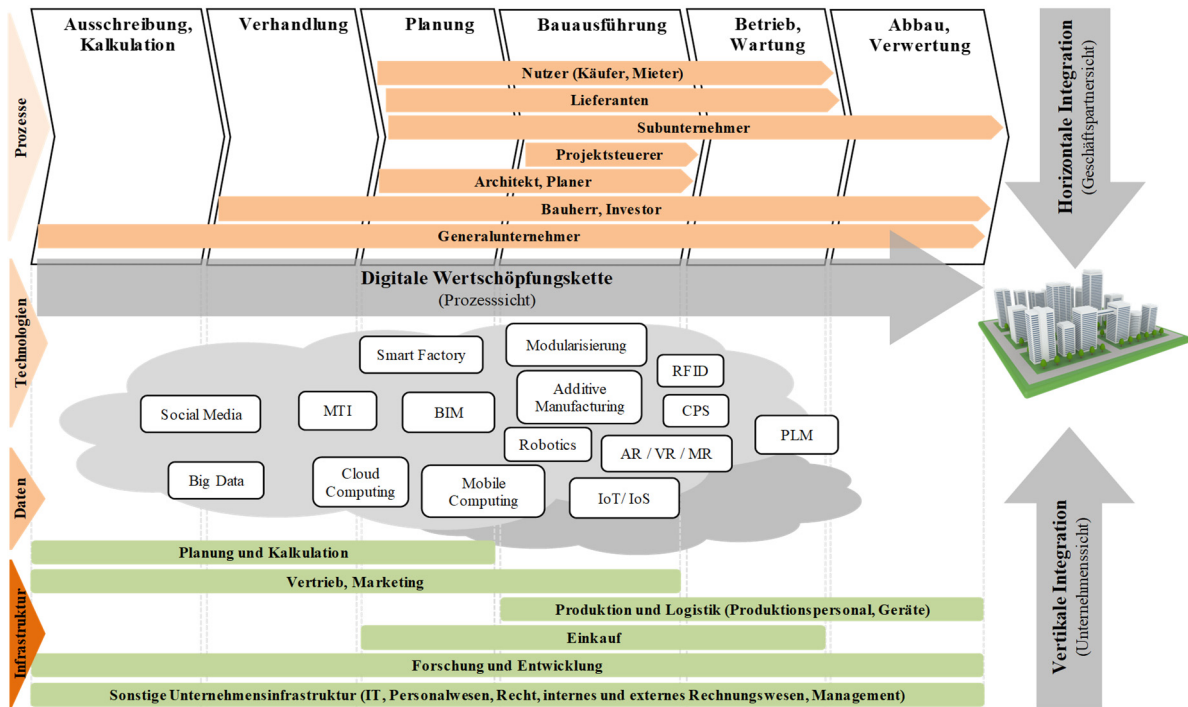 Ausschreibung,
Kalkulation
Verhandlung
Planung
Bauausführung
Betrieb,
Wartung
Abbau,
Verwertung
Prozesse
Nutzer (Käufer, Mieter)
Lieferanten
Subunternehmer
Projektsteuerer
Architekt, Planer
Bauherr, Investor
Generalunternehmer
Horizontale Integration
(Geschäftspartnersicht)
Digitale Wertschöpfungskette
(Prozesssicht)
Technologien
Smart Factory
Modularisierung
RFID
Social Media
MTI
BIM
Additive
Manufacturing
CPS
PLM
Robotics
AR / VR / MR
Daten
Big Data
Cloud
Computing
Mobile
Computing
IoT/ IoS
Vertikale Integration
(Unternehmenssicht)
Infrastruktur
Planung und Kalkulation
Vertrieb, Marketing
Produktion und Logistik (Produktionspersonal, Geräte)
Einkauf
Forschung und Entwicklung
Sonstige Unternehmensinfrastruktur (IT, Personalwesen, Recht, internes und externes Rechnungswesen, Management)